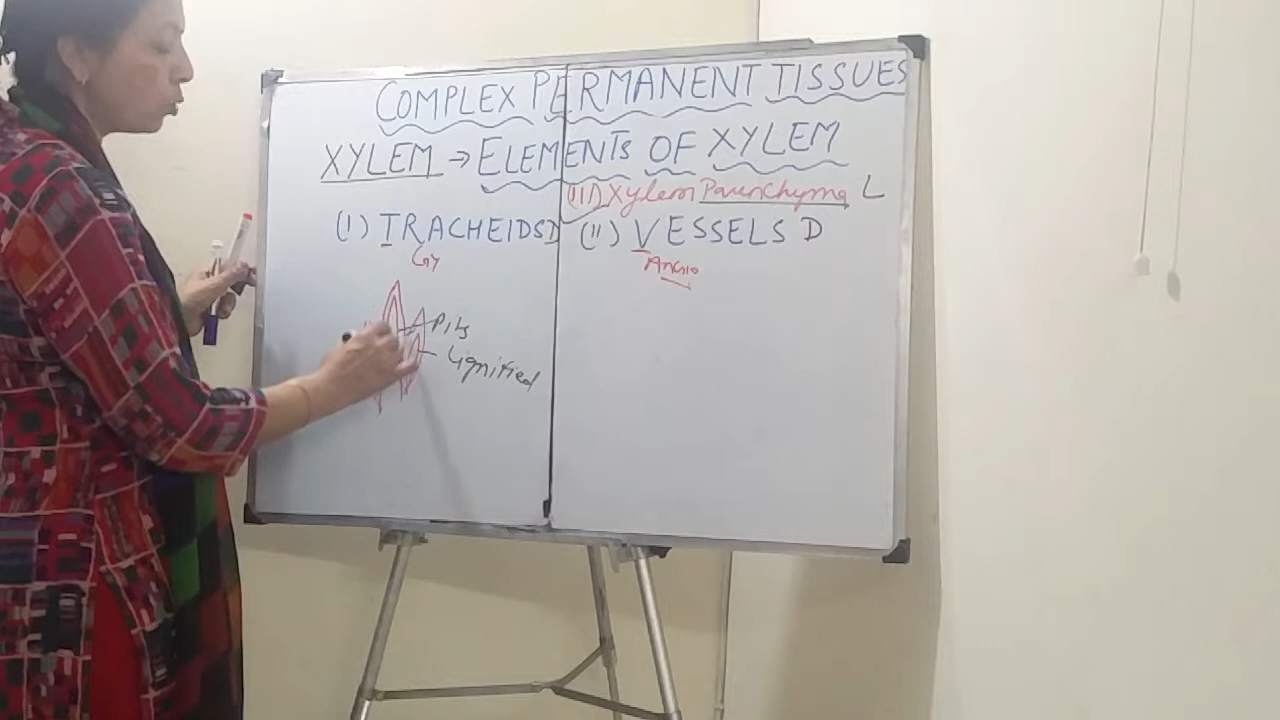 COMPLEX PERMANENT TISSUES
XYLEM → ELEMENTS OF XYLEM
(III) Xylem Parenchyma L
(I) TRACHEIDS D
(II) VESSELS D
Gy
Angio
Pits
Lignified